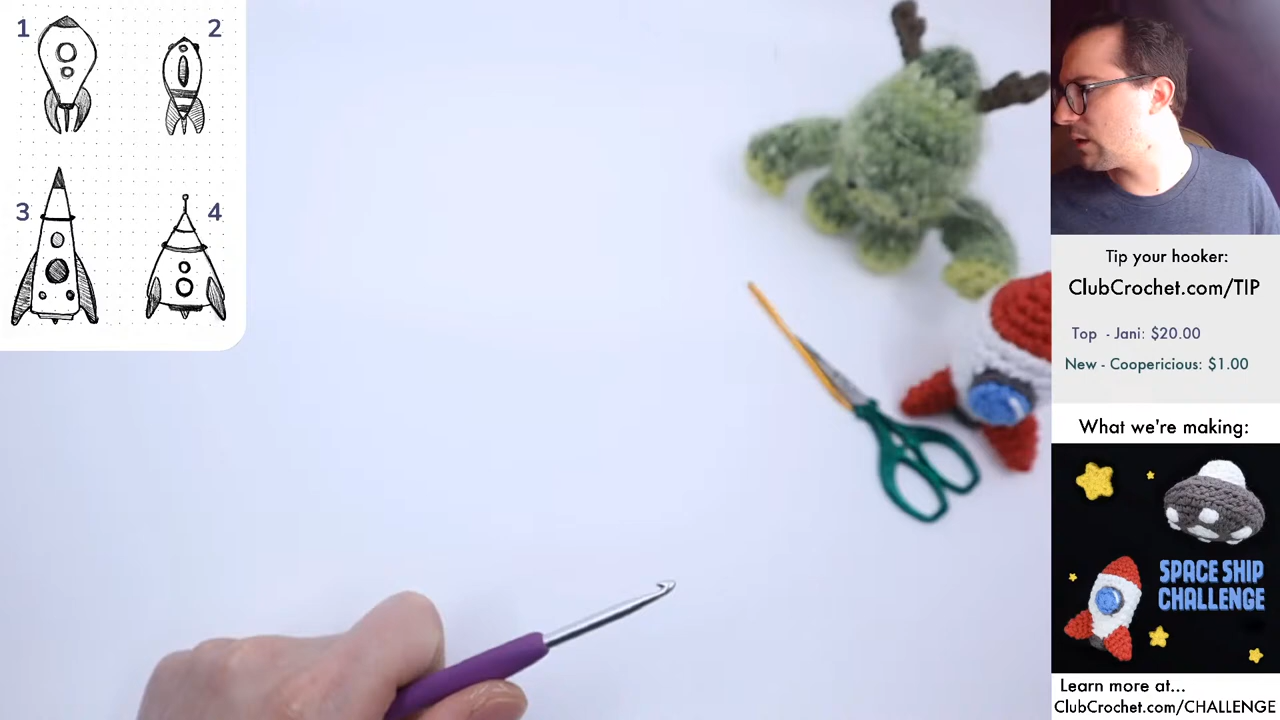 1
2
3
4
Tip your hooker:
ClubCrochet.com/TIP
Top - Jani: $20.00
New - Coopericious: $1.00
What we're making:
SPACE SHIP
CHALLENGE
Learn more at...
ClubCrochet.com/CHALLENGE